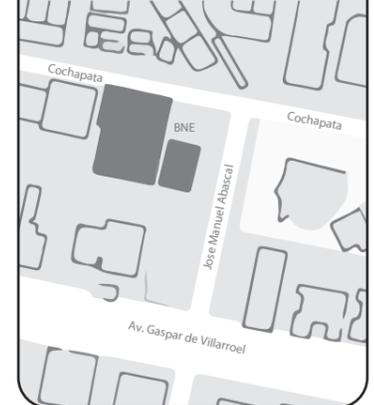 Cochapata
BNE
Cochapata
Jose Manuel Abascal
Av. Gaspar de Villarroel